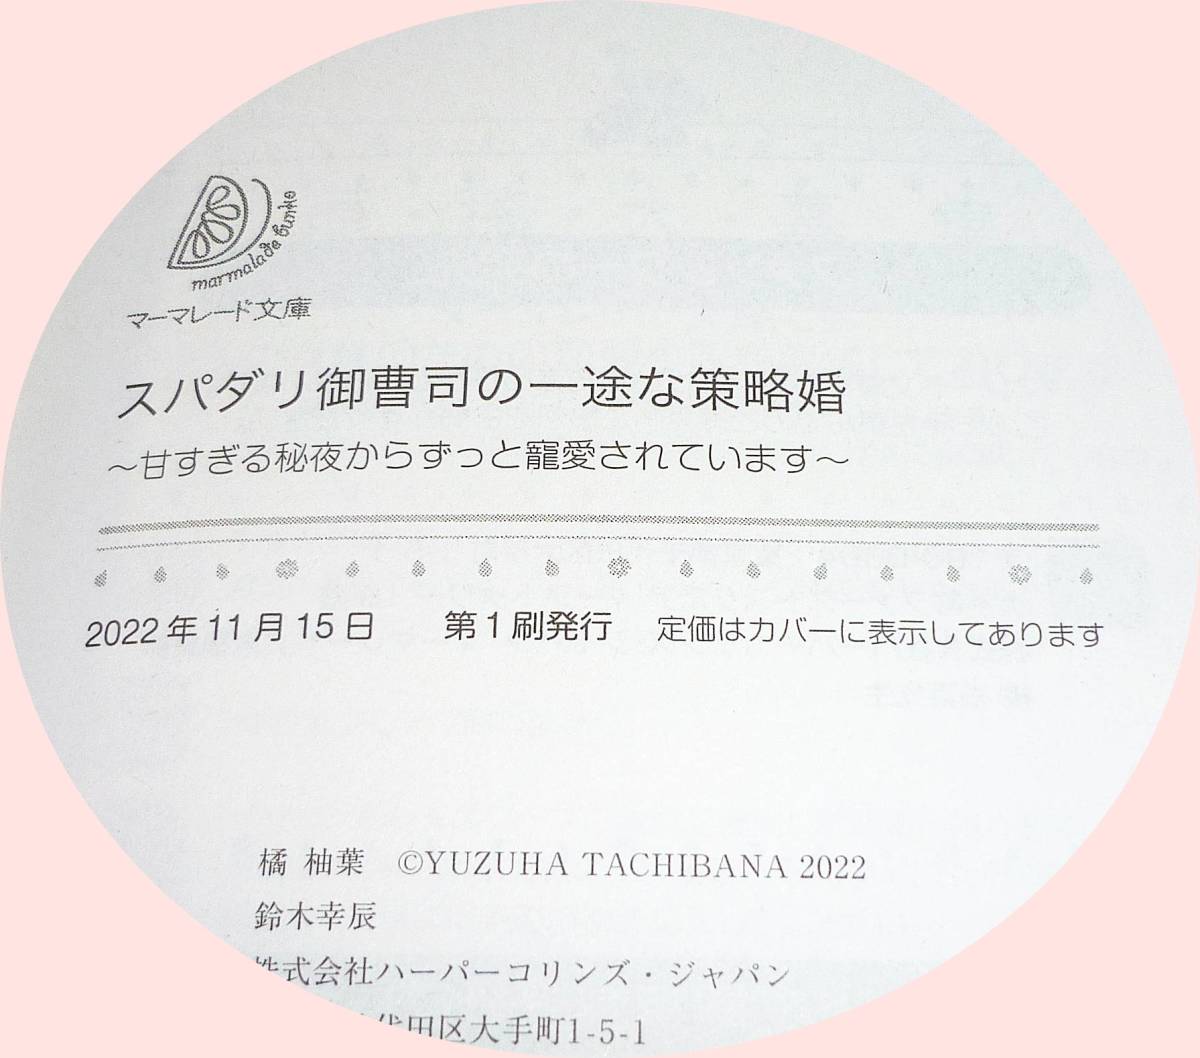 marmalade bunko
マーマレード文庫
スパダリ御曹司の一途な策略婚
～甘すぎる秘夜からずっと寵愛されています～
2022年11月15日 第1刷発行 定価はカバーに表示してあります
橘 柚葉 ©YUZUHA TACHIBANA 2022
鈴木幸辰
株式会社ハーパーコリンズ・ジャパン
代田区大手町1-5-1